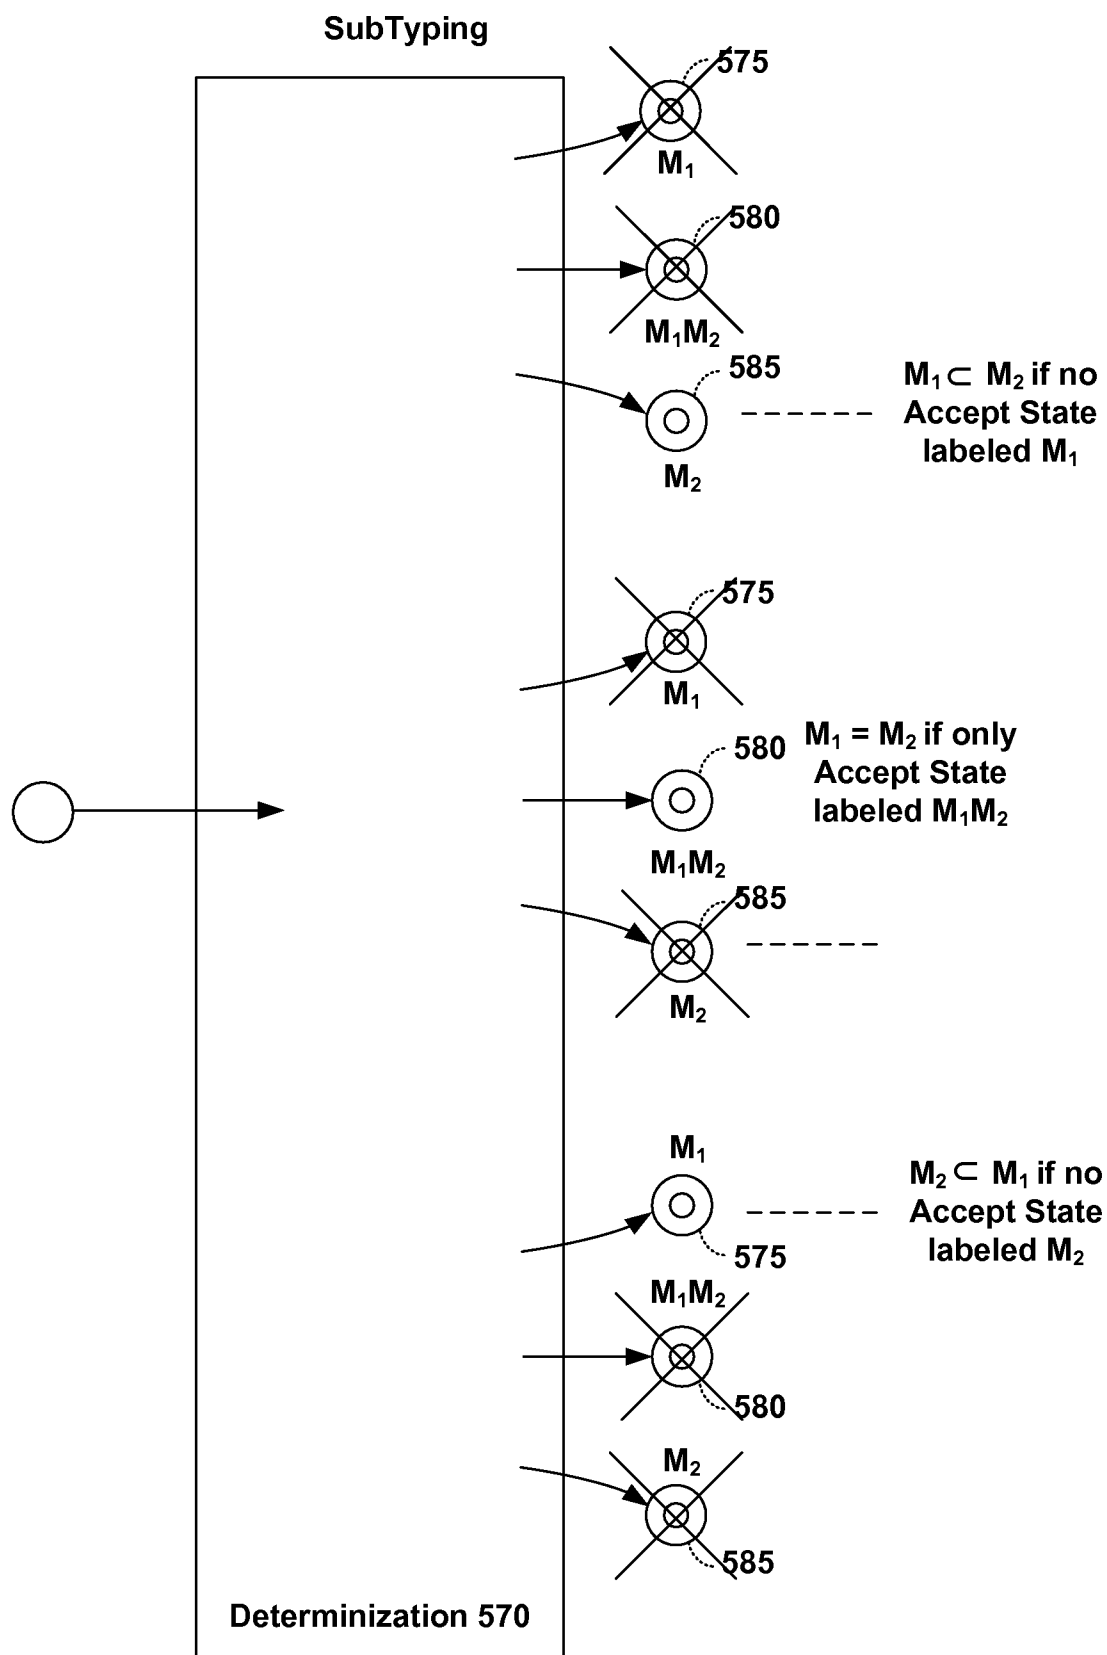 SubTyping
575
M₁
580
M₁M₂
585
M₂
M₁ ⊂ M₂ if no
Accept State
labeled M₁
575
M₁
580
M₁ = M₂ if only
Accept State
labeled M₁M₂
M₁M₂
585
M₂
M₁
575
M₂ ⊂ M₁ if no
Accept State
labeled M₂
M₁M₂
580
M₂
585
Determinization 570